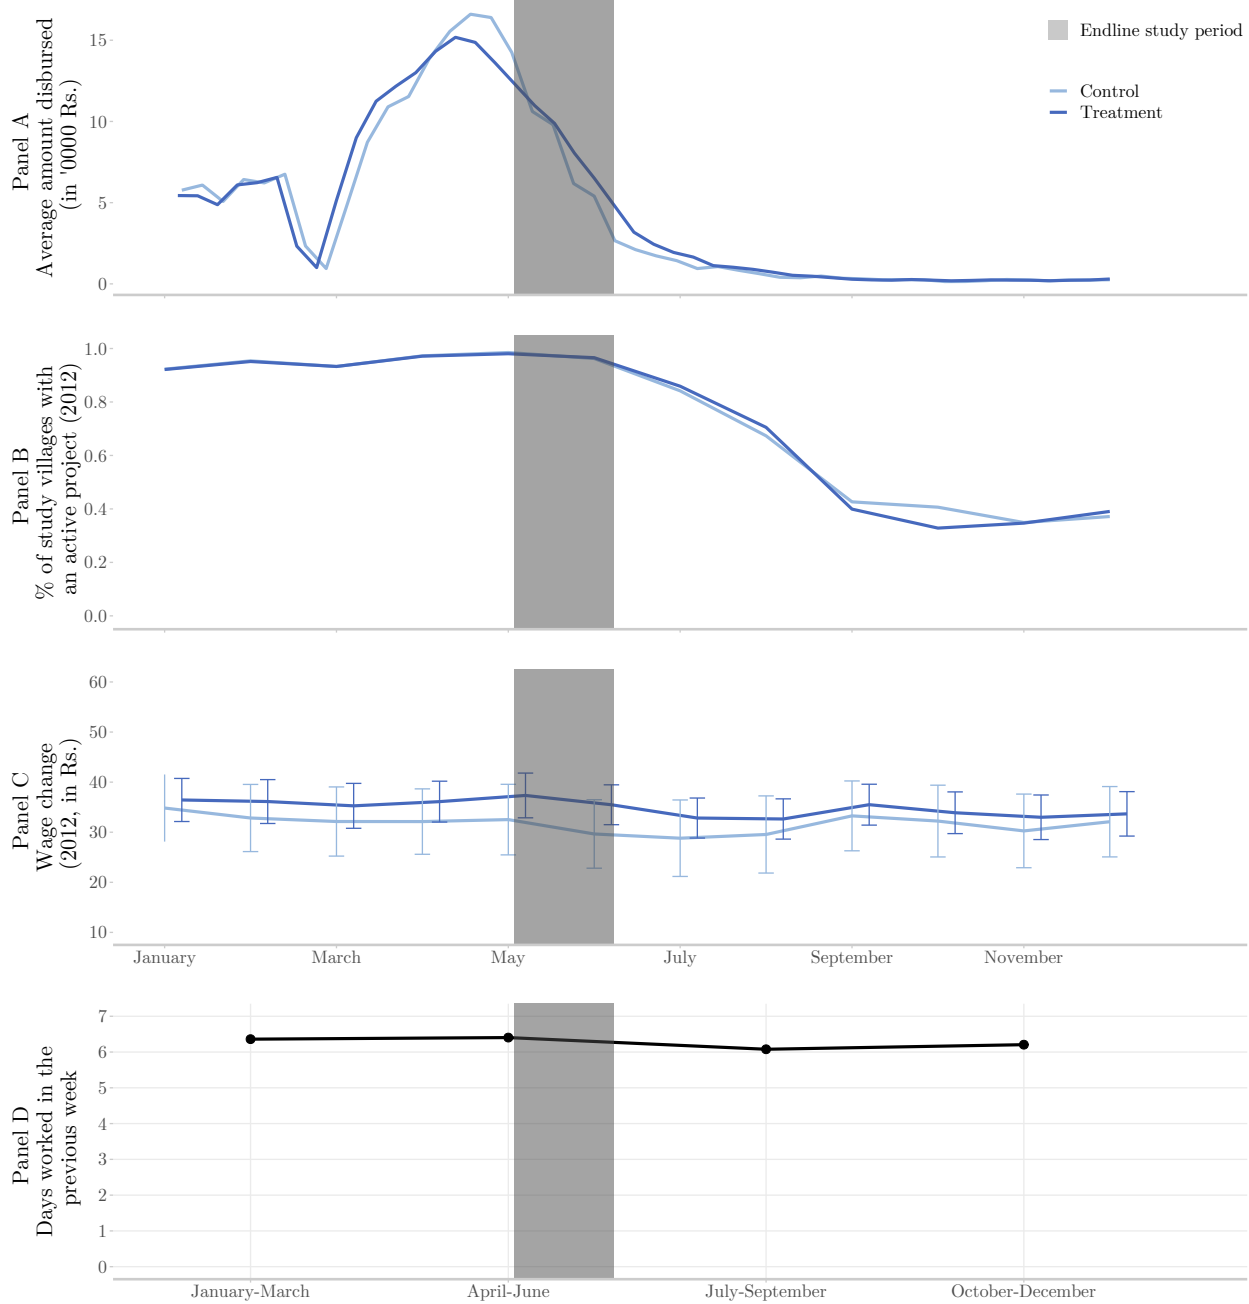 Panel A
Average amount disbursed
(in '0000 Rs.)
15
10
5
0
Endline study period
Control
Treatment
Panel B
% of study villages with
an active project (2012)
1.0
0.8
0.6
0.4
0.2
0.0
Panel C
Wage change
(2012, in Rs.)
60
50
40
30
20
10
January
March
May
July
September
November
Panel D
Days worked in the
previous week
7
6
5
4
3
2
1
0
January-March
April-June
July-September
October-December